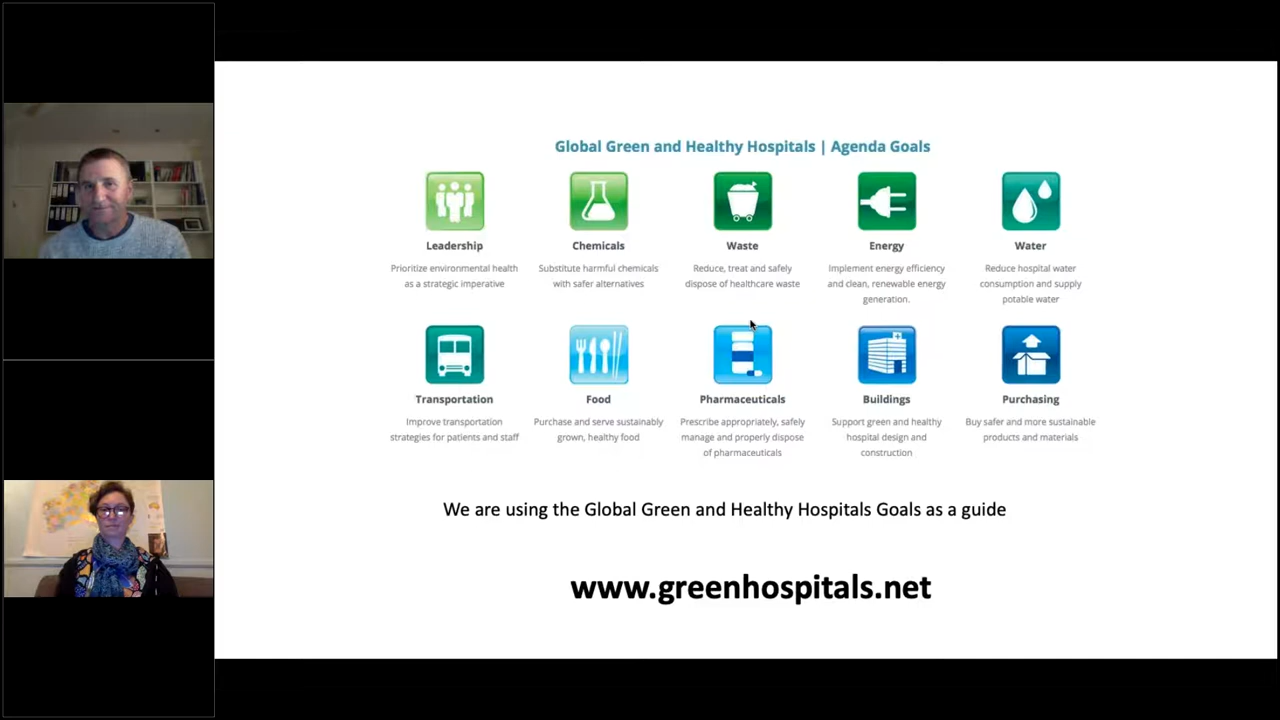 Global Green and Healthy Hospitals | Agenda Goals
Leadership
Prioritize environmental health
as a strategic imperative
Chemicals
Substitute harmful chemicals
with safer alternatives
Waste
Reduce, treat and safely
dispose of healthcare waste
Energy
Implement energy efficiency
and clean, renewable energy
generation.
Water
Reduce hospital water
consumption and supply
potable water
Transportation
Improve transportation
strategies for patients and staff
Food
Purchase and serve sustainably
grown, healthy food
Pharmaceuticals
Prescribe appropriately, safely
manage and properly dispose
of pharmaceuticals
Buildings
Support green and healthy
hospital design and
construction
Purchasing
Buy safer and more sustainable
products and materials
We are using the Global Green and Healthy Hospitals Goals as a guide
www.greenhospitals.net